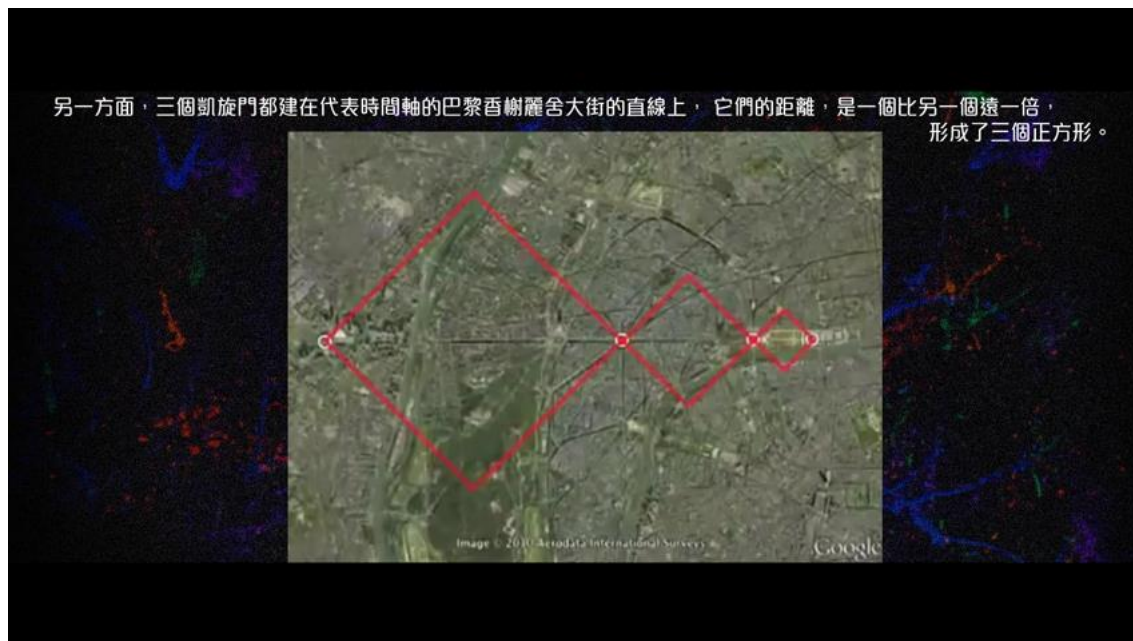 另一方面，三個凱旋門都建在代表時間軸的巴黎香榭麗舍大街的直線上， 它們的距離，是一個比另一個遠一倍，
形成了三個正方形。
Image © 2010 Aerodata International Surveys
Google